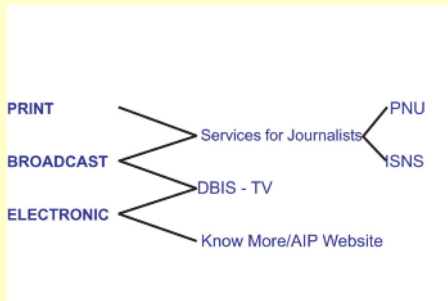 PRINT
PNU
Services for Journalists
BROADCAST
ISNS
DBIS - TV
ELECTRONIC
Know More/AIP Website